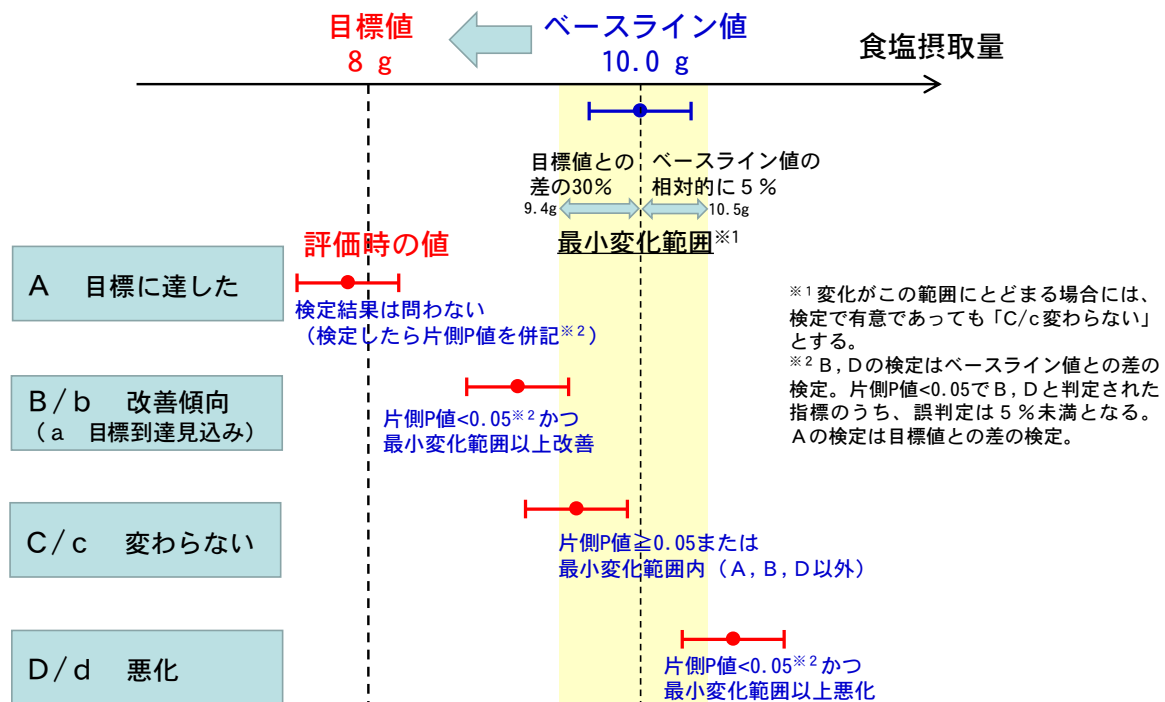 目標値
8 g
ベースライン値
10.0 g
食塩摂取量
目標値との
差の30%
9.4g
ベースライン値の
相対的に5%
10.5g
最小変化範囲※1
評価時の値
A 目標に達した
検定結果は問わない
(検定したら片側P値を併記※2)
B/b 改善傾向
(a 目標到達見込み)
片側P値<0.05※2かつ
最小変化範囲以上改善
C/c 変わらない
片側P値≧0.05または
最小変化範囲内(A,B,D以外)
D/d 悪化
片側P値<0.05※2かつ
最小変化範囲以上悪化
※1変化がこの範囲にとどまる場合には、
検定で有意であっても「C/c変わらない」
とする。
※2B,Dの検定はベースライン値との差の
検定。片側P値<0.05でB,Dと判定された
指標のうち、誤判定は5%未満となる。
Aの検定は目標値との差の検定。